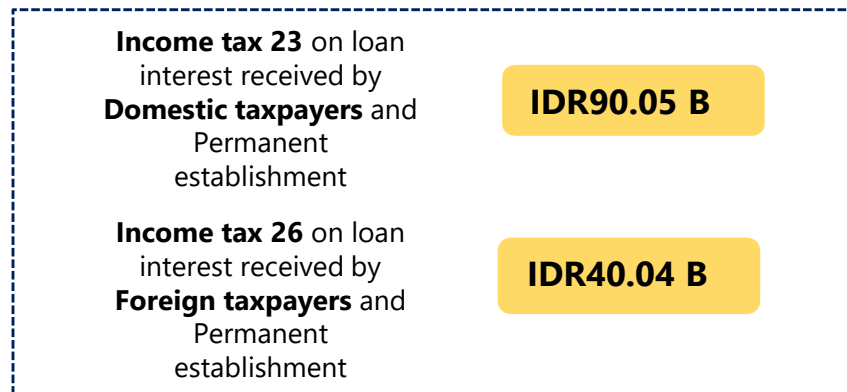 Income tax 23 on loan
interest received by
Domestic taxpayers and
Permanent
establishment
IDR90.05 B
Income tax 26 on loan
interest received by
Foreign taxpayers and
Permanent
establishment
IDR40.04 B